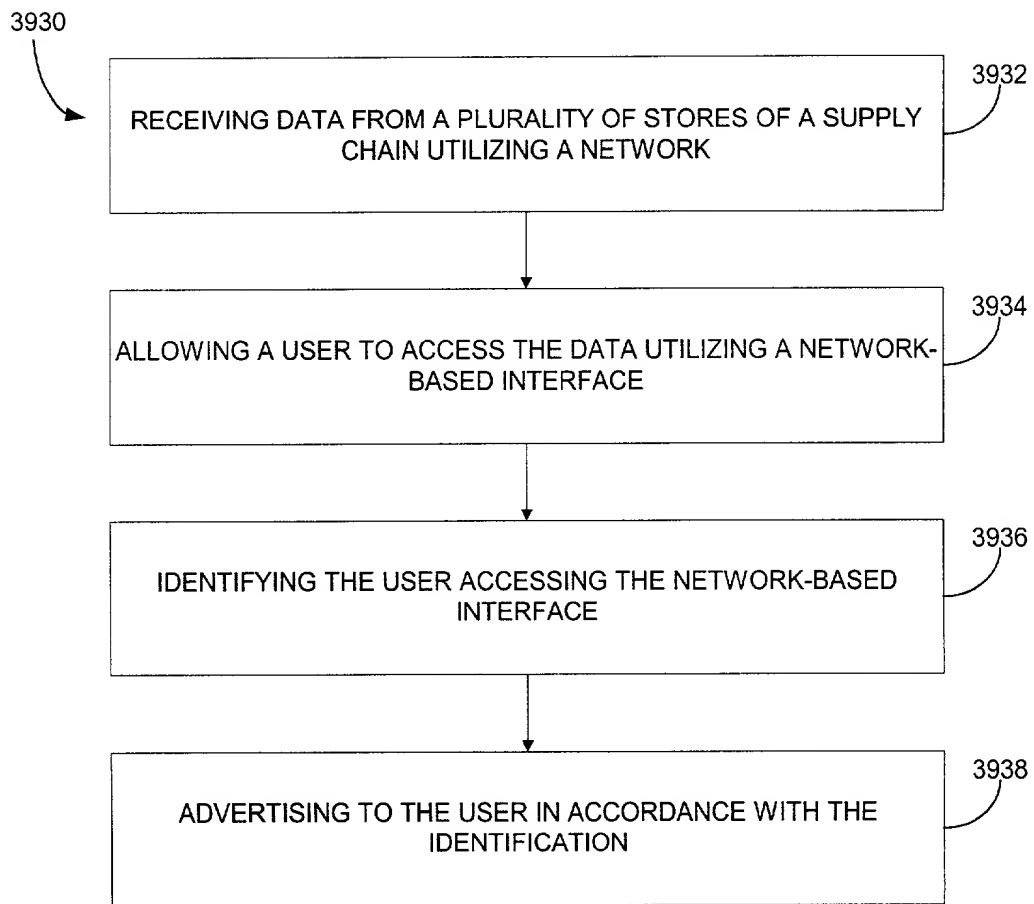 3930
3932
RECEIVING DATA FROM A PLURALITY OF STORES OF A SUPPLY
CHAIN UTILIZING A NETWORK
3934
ALLOWING A USER TO ACCESS THE DATA UTILIZING A NETWORK-
BASED INTERFACE
3936
IDENTIFYING THE USER ACCESSING THE NETWORK-BASED
INTERFACE
3938
ADVERTISING TO THE USER IN ACCORDANCE WITH THE
IDENTIFICATION